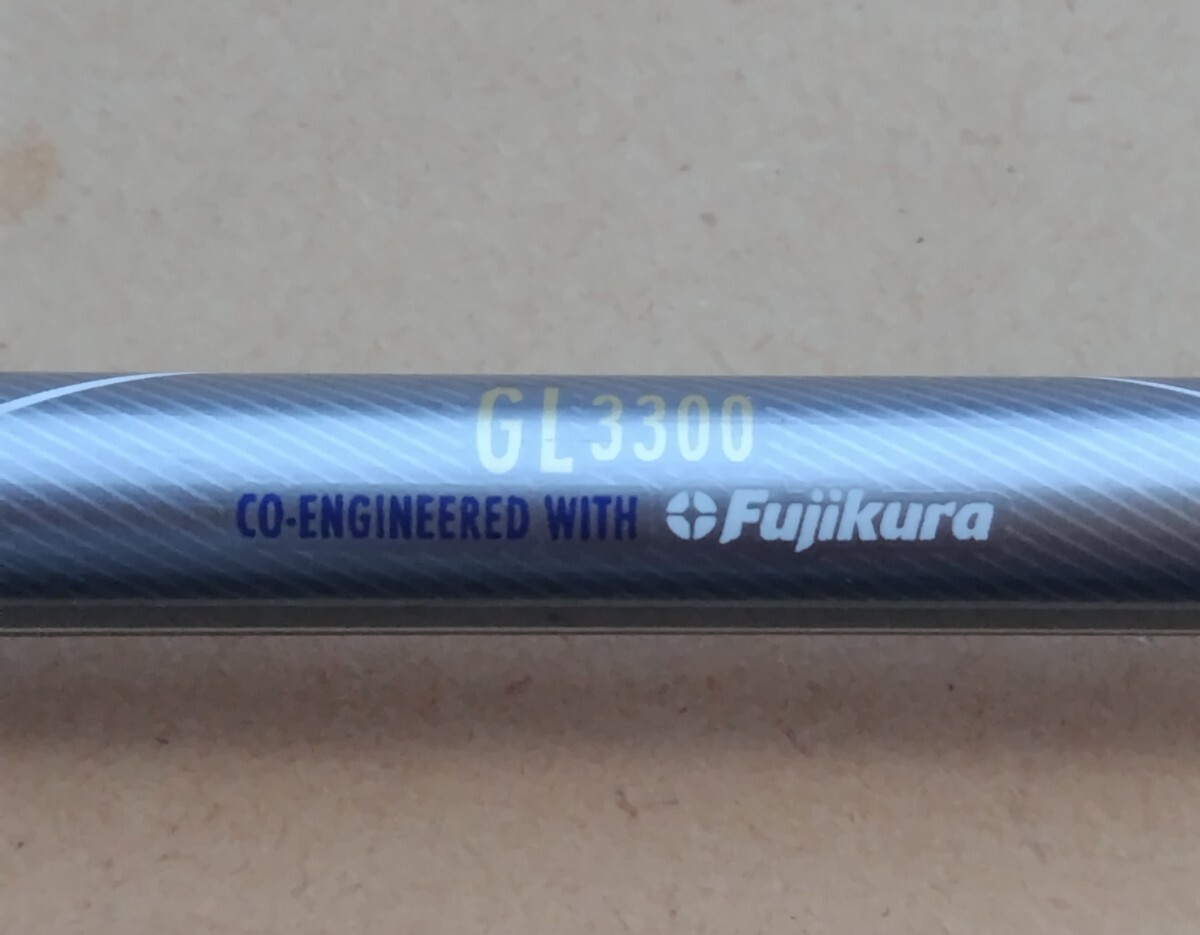 GL3300
CO-ENGINEERED WITH Fujikura